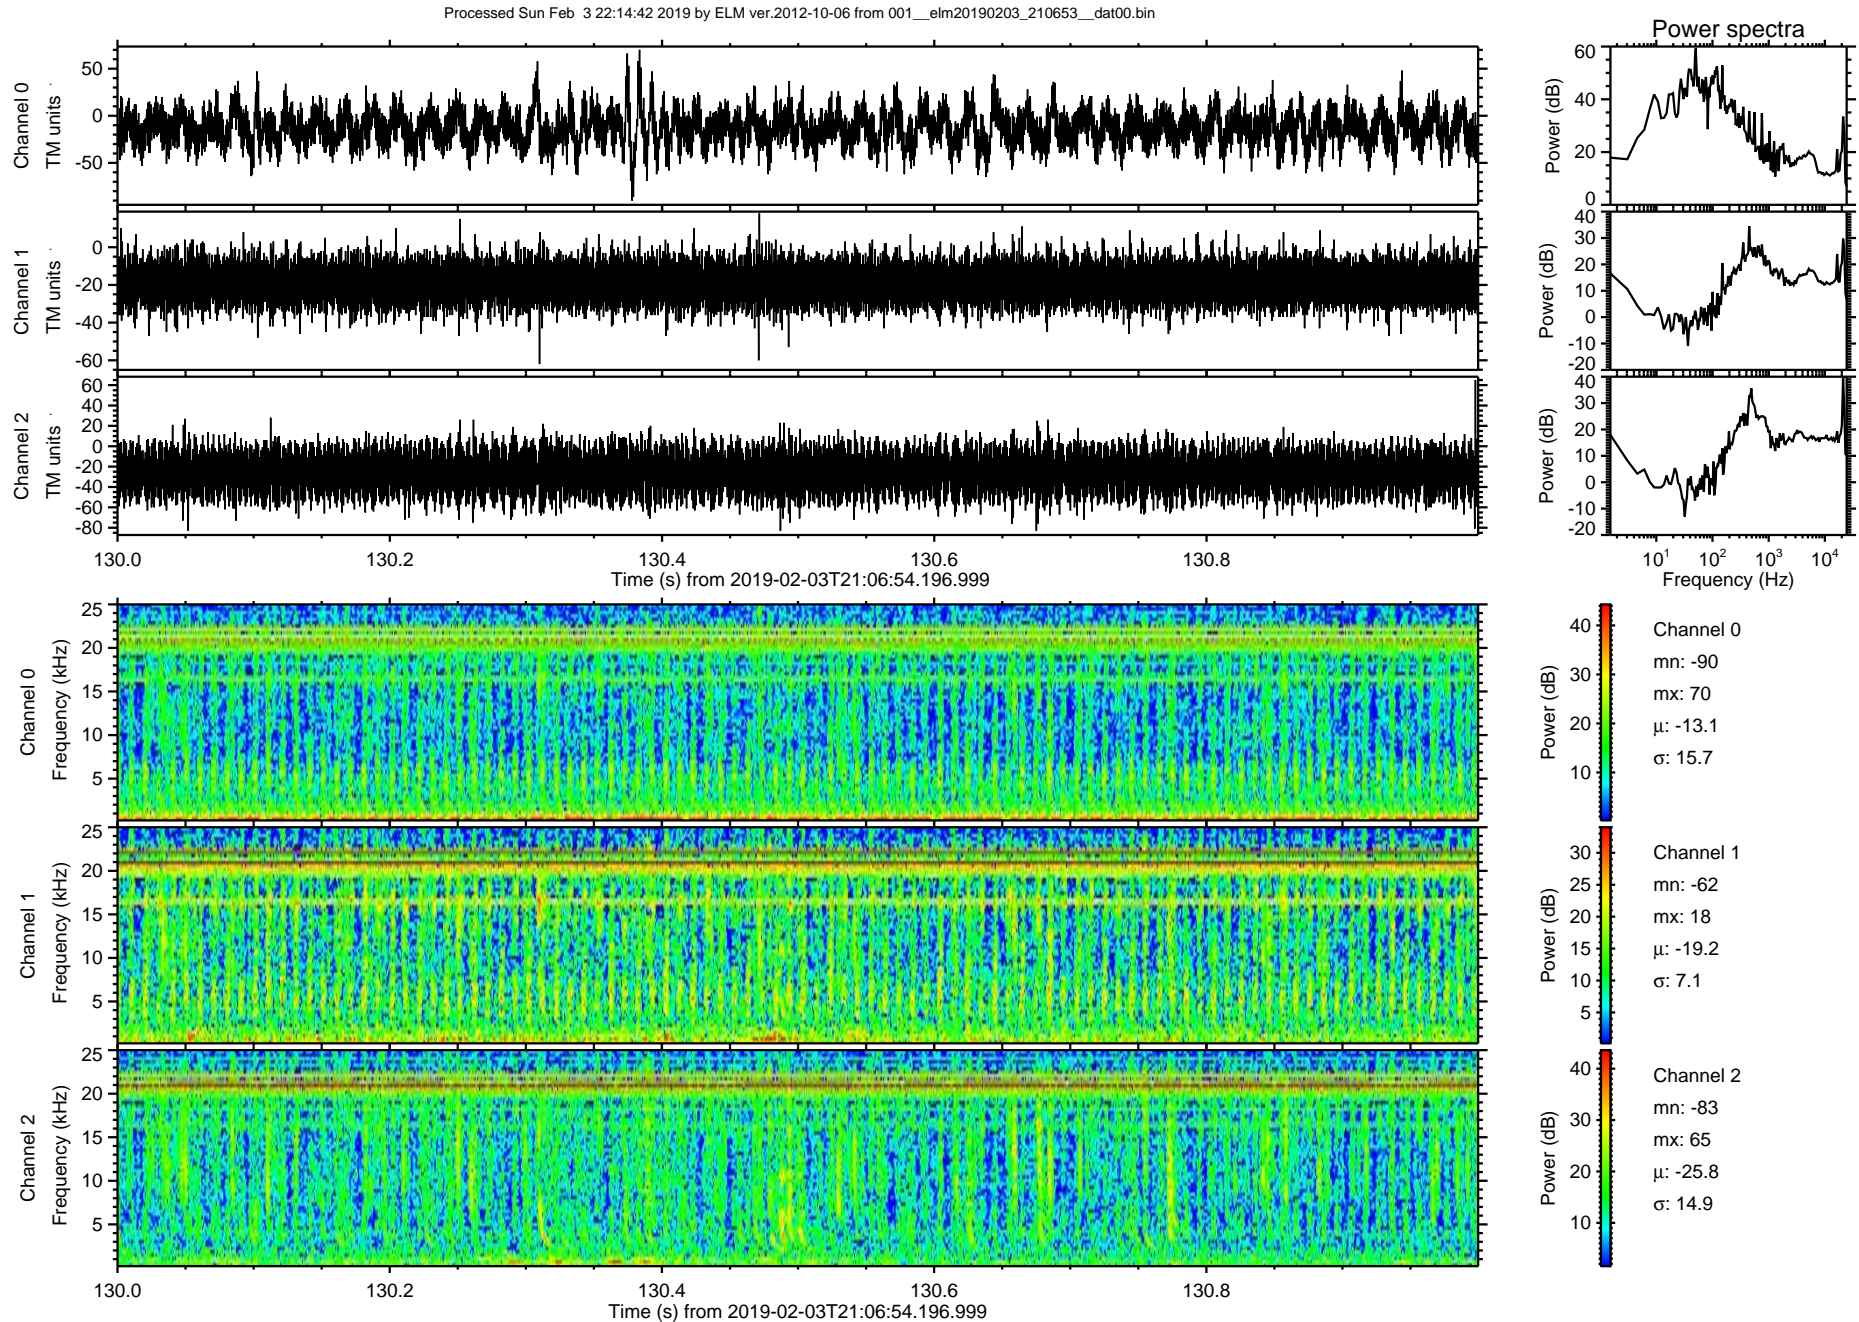 Processed Sun Feb  3 22:14:42 2019 by ELM ver.2012-10-06 from 001__elm20190203_210653__dat00.bin
Power spectra
Channel 0
TM units
50
0
-50
Power (dB)
60
40
20
0
Channel 1
TM units
0
-20
-40
-60
Power (dB)
40
30
20
10
0
-10
-20
Channel 2
TM units
60
40
20
0
-20
-40
-60
-80
Power (dB)
40
30
20
10
0
-10
-20
130.0 130.2 130.4 130.6 130.8
Time (s) from 2019-02-03T21:06:54.196.999
10^1 10^2 10^3 10^4
Frequency (Hz)
Channel 0
Frequency (kHz)
25
20
15
10
5
Power (dB)
40
30
20
10
Channel 0
mn: -90
mx: 70
μ: -13.1
σ: 15.7
Channel 1
Frequency (kHz)
25
20
15
10
5
Power (dB)
30
25
20
15
10
5
Channel 1
mn: -62
mx: 18
μ: -19.2
σ: 7.1
Channel 2
Frequency (kHz)
25
20
15
10
5
Power (dB)
40
30
20
10
Channel 2
mn: -83
mx: 65
μ: -25.8
σ: 14.9
130.0 130.2 130.4 130.6 130.8
Time (s) from 2019-02-03T21:06:54.196.999